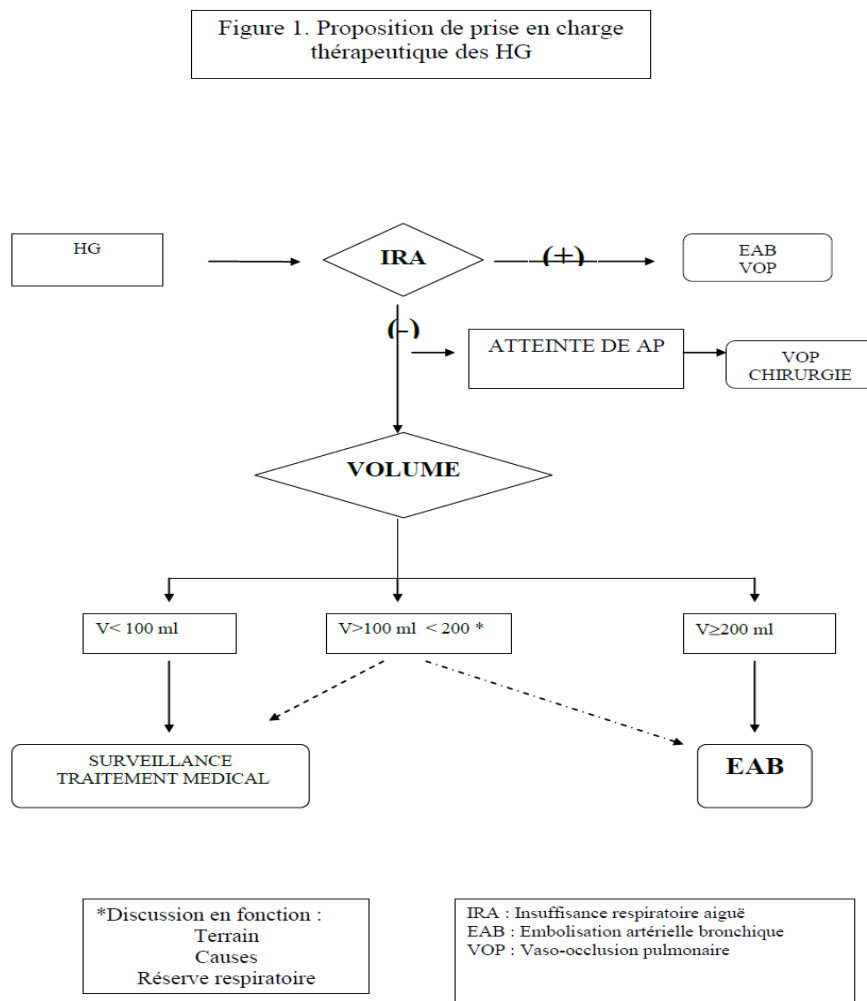 Figure 1. Proposition de prise en charge
thérapeutique des HG
HG
IRA
(+)
EAB
VOP
(-)
ATTEINTE DE AP
VOP
CHIRURGIE
VOLUME
V< 100 ml
V>100 ml < 200 *
V≥200 ml
SURVEILLANCE
TRAITEMENT MEDICAL
EAB
*Discussion en fonction :
Terrain
Causes
Réserve respiratoire
IRA : Insuffisance respiratoire aiguë
EAB : Embolisation artérielle bronchique
VOP : Vaso-occlusion pulmonaire